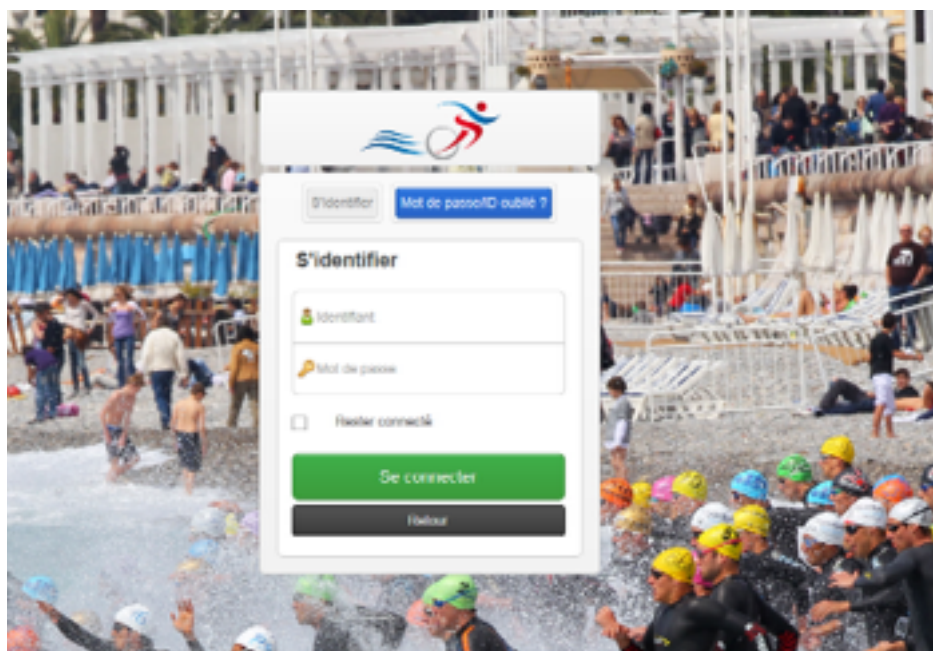 S'identifier
Mot de passe/ID oublié ?
S'identifier
Identifiant
Mot de passe
Rester connecté
Se connecter
Retour